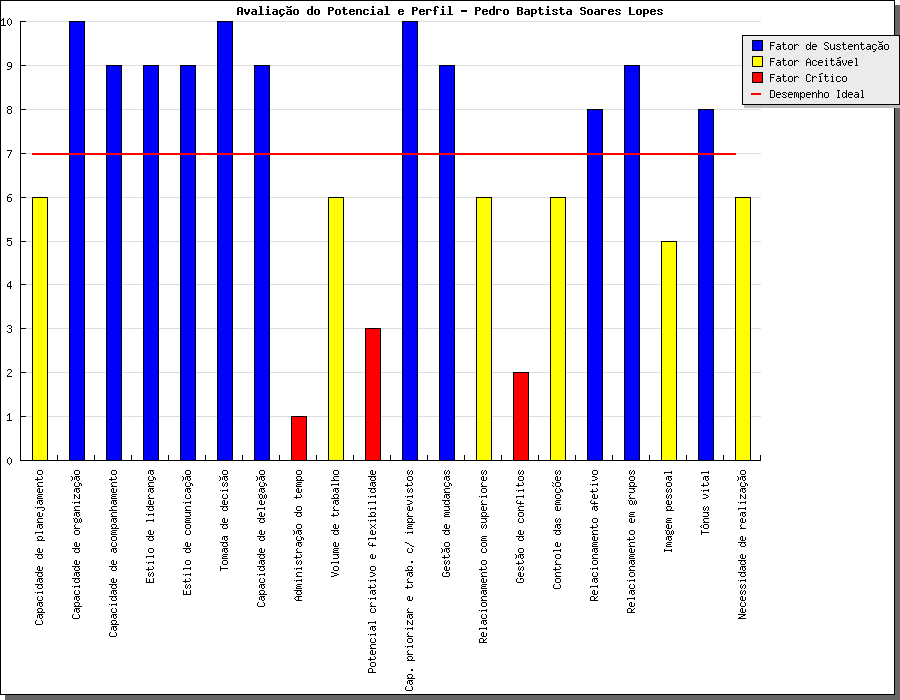 Avaliação do Potencial e Perfil - Pedro Baptista Soares Lopes
Fator de Sustentação
Fator Aceitável
Fator Crítico
Desempenho Ideal
10
9
8
7
6
5
4
3
2
1
0
Capacidade de planejamento
Capacidade de organização
Capacidade de acompanhamento
Estilo de liderança
Estilo de comunicação
Tomada de decisão
Capacidade de delegação
Administração do tempo
Volume de trabalho
Potencial criativo e flexibilidade
Cap. priorizar e trab. c/ imprevistos
Gestão de mudanças
Relacionamento com superiores
Gestão de conflitos
Controle das emoções
Relacionamento afetivo
Relacionamento em grupos
Imagem pessoal
Tônus vital
Necessidade de realização